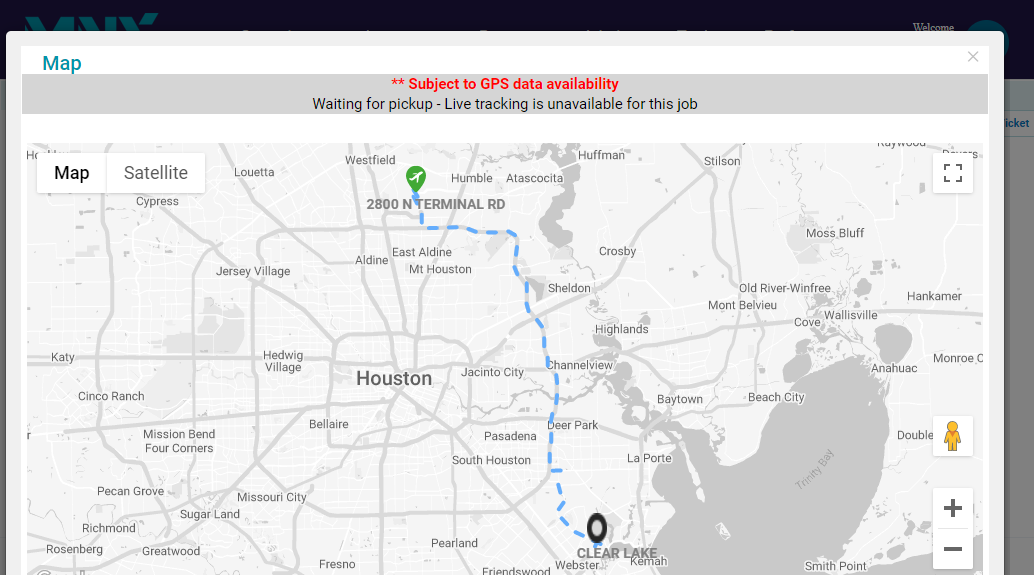 Welcome
Map
×
** Subject to GPS data availability
Waiting for pickup - Live tracking is unavailable for this job
icket
Map
Satellite
Westfield
Huffman
Stilson
Louetta
Humble
Atascocita
Cypress
2800 N TERMINAL RD
Moss Bluff
East Aldine
Crosby
Aldine
Mt Houston
Jersey Village
Sheldon
Old River-Winfree
Hankamer
Mont Belvieu
Wallisville
Cove
Highlands
Katy
Hedwig
Village
Monroe C
Channelview
Anahuac
Houston
Jacinto City
Cinco Ranch
Baytown
Beach City
Bellaire
Deer Park
Mission Bend
Four Corners
Pasadena
Double
South Houston
La Porte
Trinity Bay
Pecan Grove
Missouri City
Sugar Land
Richmond
Pearland
Rosenberg
Greatwood
CLEAR LAKE
Webster
Kemah
Smith Point
Fresno
Friendswood